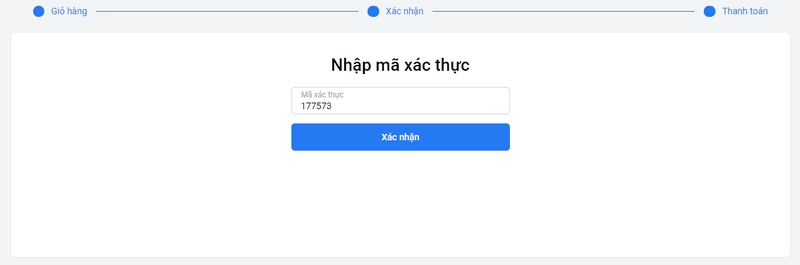 Giỏ hàng
Xác nhận
Thanh toán
Nhập mã xác thực
Mã xác thực
177573
Xác nhận